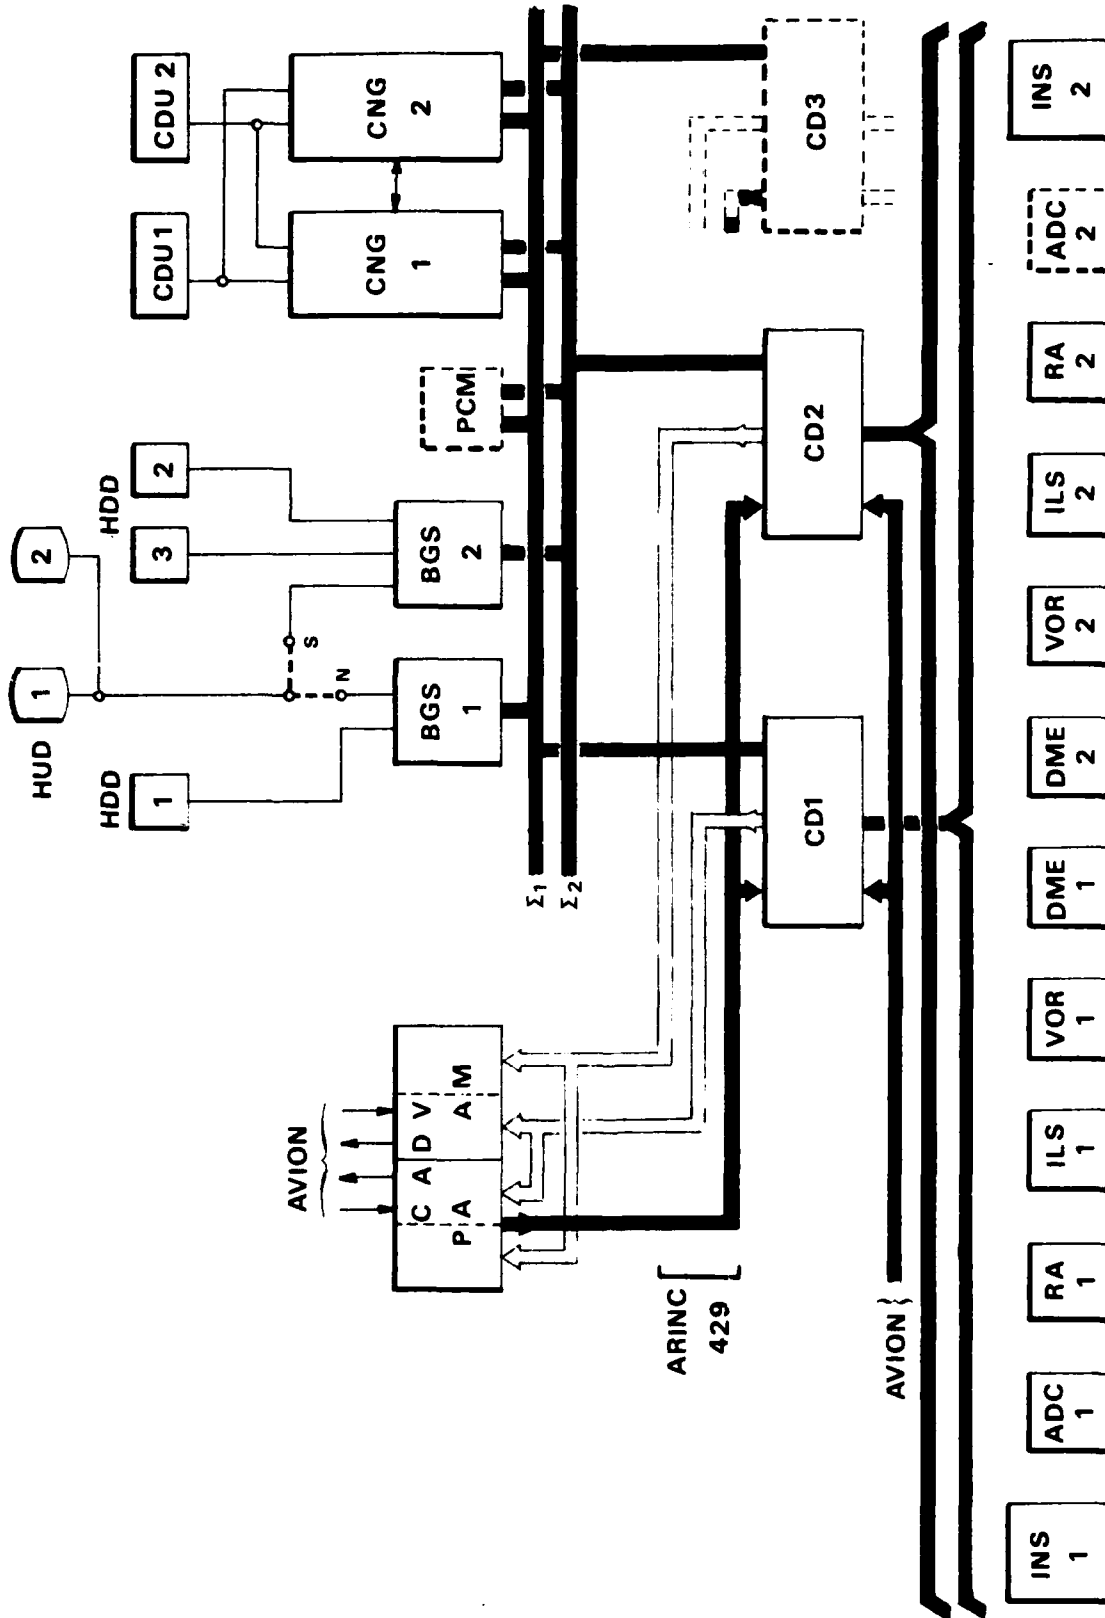 HUD
1
2
HDD
HDD
1
3
2
CDU 1
CDU 2
AVION
S
N
CADV
PAAM
BGS
1
BGS
2
PCM
CNG
1
CNG
2
Σ1
Σ2
ARINC
429
CD1
CD2
CD3
AVION
INS
1
ADC
1
RA
1
ILS
1
VOR
1
DME
1
DME
2
VOR
2
ILS
2
RA
2
ADC
2
INS
2